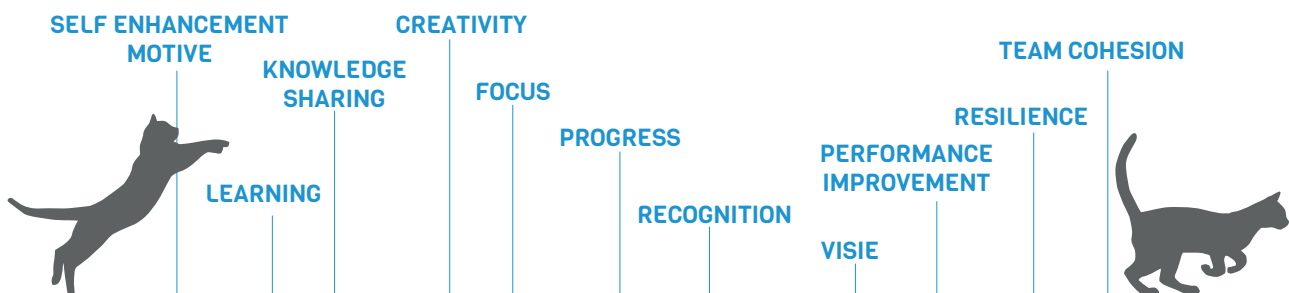 SELF ENHANCEMENT
MOTIVE
LEARNING
KNOWLEDGE
SHARING
CREATIVITY
FOCUS
PROGRESS
RECOGNITION
VISIE
PERFORMANCE
IMPROVEMENT
RESILIENCE
TEAM COHESION